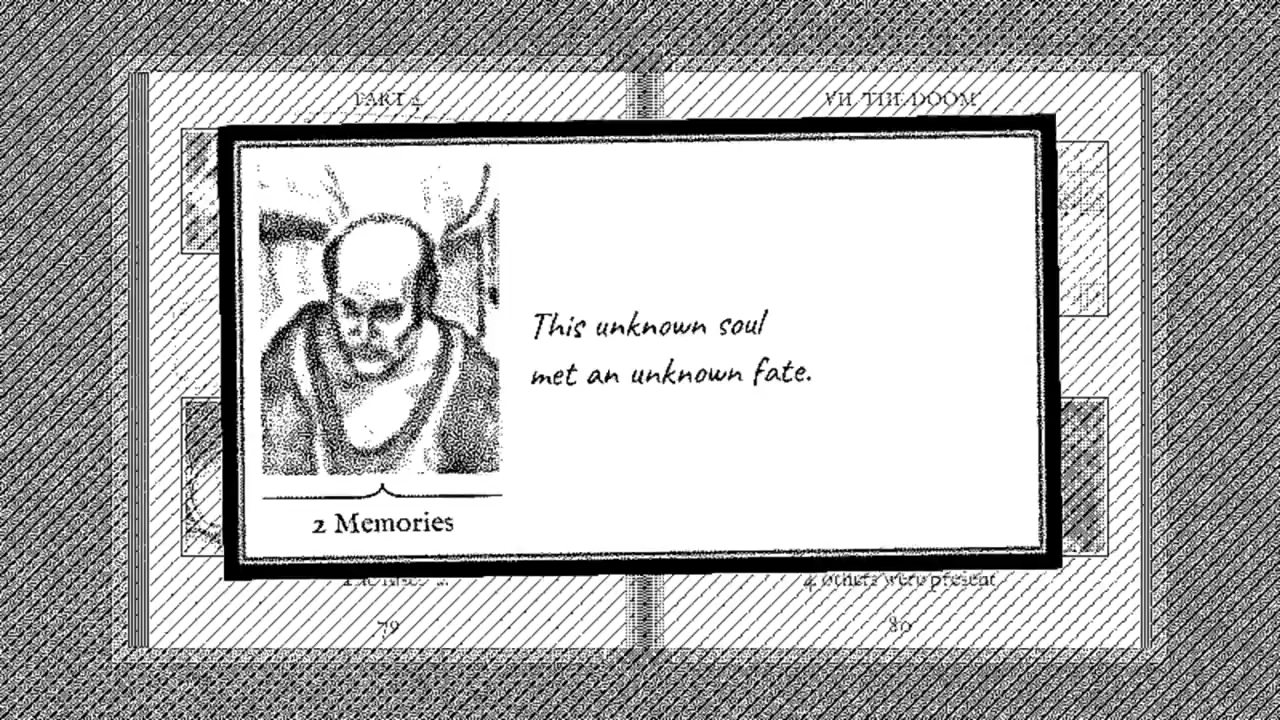 PART 2
VII. THE DOOM
This unknown soul
met an unknown fate.
2 Memories
4 others were present
79
80